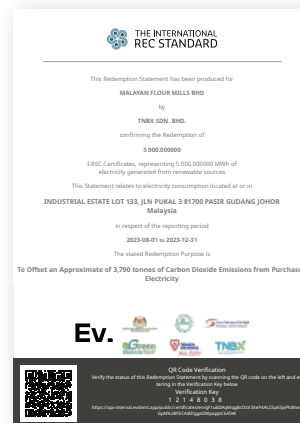 THE INTERNATIONAL
REC STANDARD
This Redemption Statement has been produced for
MALAYAN FLOUR MILLS BHD
by
TNBX SDN. BHD.
confirming the Redemption of
5 000.000000
I-REC Certificates, representing 5 000.000000 MWh of
electricity generated from renewable sources
This Statement relates to electricity consumption located at or in
INDUSTRIAL ESTATE LOT 133, JLN PUKAL 3 81700 PASIR GUDANG JOHOR
Malaysia
in respect of the reporting period
2023-08-01 to 2023-12-31
The stated Redemption Purpose is
To Offset an Approximate of 3,790 tonnes of Carbon Dioxide Emissions from Purchase
Electricity
Ev.
Green
TNBX
QR Code Verification
Verify the status of this Redemption Statement by scanning the QR code on the left and e
tering in the Verification Key below
Verification Key
1 2 1 4 8 0 3 8